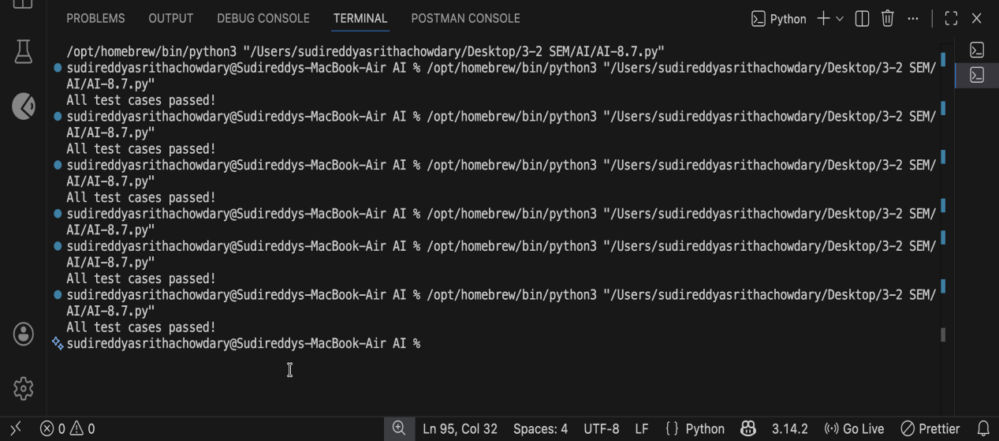 PROBLEMS OUTPUT DEBUG CONSOLE TERMINAL POSTMAN CONSOLE Python
/opt/homebrew/bin/python3 "/Users/sudireddyasrithachowdary/Desktop/3-2 SEM/AI/AI-8.7.py"
sudireddyasrithachowdary@Sudireddys-MacBook-Air AI % /opt/homebrew/bin/python3 "/Users/sudireddyasrithachowdary/Desktop/3-2 SEM/
AI/AI-8.7.py"
All test cases passed!
sudireddyasrithachowdary@Sudireddys-MacBook-Air AI % /opt/homebrew/bin/python3 "/Users/sudireddyasrithachowdary/Desktop/3-2 SEM/
AI/AI-8.7.py"
All test cases passed!
sudireddyasrithachowdary@Sudireddys-MacBook-Air AI % /opt/homebrew/bin/python3 "/Users/sudireddyasrithachowdary/Desktop/3-2 SEM/
AI/AI-8.7.py"
All test cases passed!
sudireddyasrithachowdary@Sudireddys-MacBook-Air AI % /opt/homebrew/bin/python3 "/Users/sudireddyasrithachowdary/Desktop/3-2 SEM/
AI/AI-8.7.py"
sudireddyasrithachowdary@Sudireddys-MacBook-Air AI % /opt/homebrew/bin/python3 "/Users/sudireddyasrithachowdary/Desktop/3-2 SEM/
AI/AI-8.7.py"
All test cases passed!
sudireddyasrithachowdary@Sudireddys-MacBook-Air AI % /opt/homebrew/bin/python3 "/Users/sudireddyasrithachowdary/Desktop/3-2 SEM/
AI/AI-8.7.py"
All test cases passed!
sudireddyasrithachowdary@Sudireddys-MacBook-Air AI %
0 0 Ln 95, Col 32 Spaces: 4 UTF-8 LF {} Python 3.14.2 Go Live Prettier